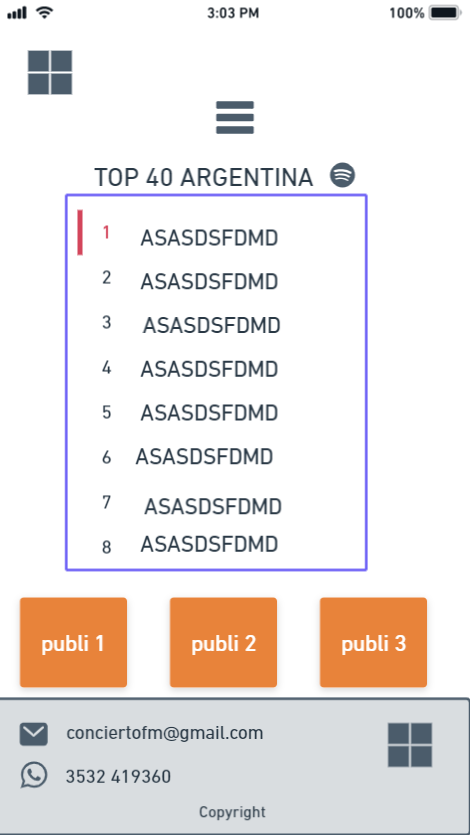 3:03 PM 100%
TOP 40 ARGENTINA
1 ASASDSFDMD
2 ASASDSFDMD
3 ASASDSFDMD
4 ASASDSFDMD
5 ASASDSFDMD
6 ASASDSFDMD
7 ASASDSFDMD
8 ASASDSFDMD
publi 1 publi 2 publi 3
conciertofm@gmail.com
3532 419360
Copyright